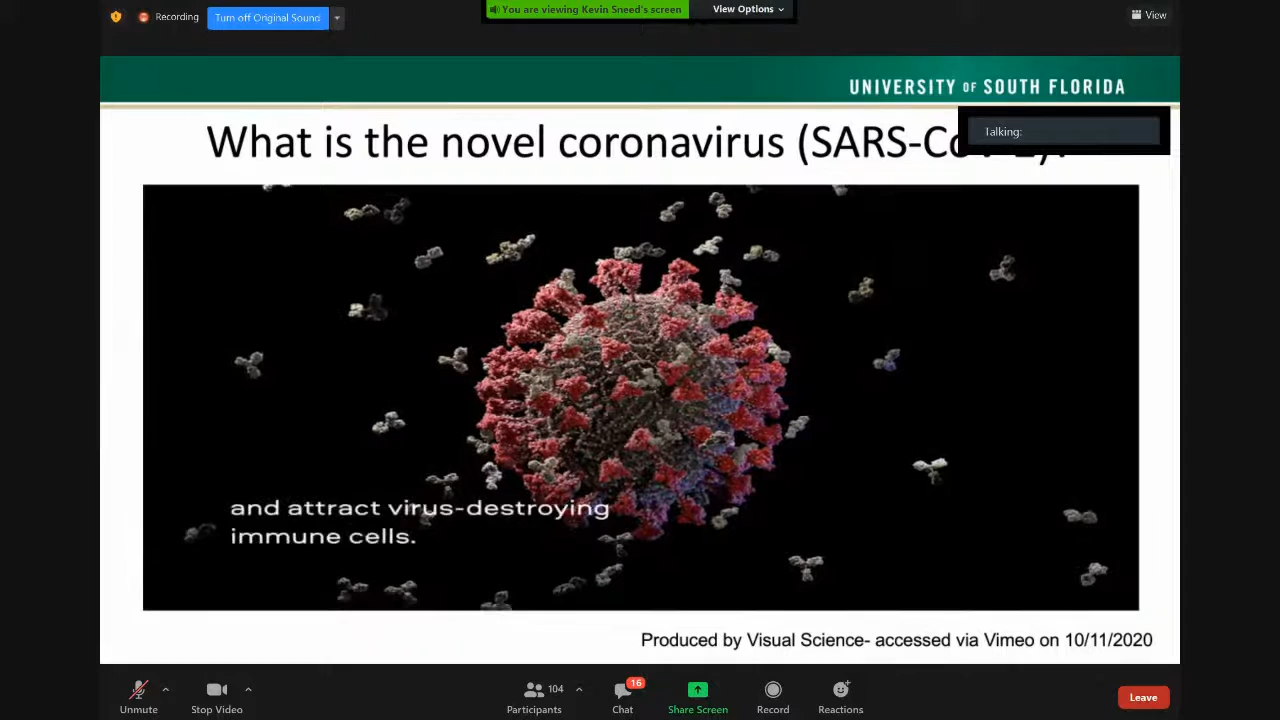 Recording
Turn off Original Sound
You are viewing Kevin Sneed's screen
View Options
View
UNIVERSITY OF SOUTH FLORIDA
What is the novel coronavirus
Talking:
and attract virus-destroying
immune cells.
Produced by Visual Science- accessed via Vimeo on 10/11/2020
Unmute
Stop Video
104
Participants
16
Chat
Share Screen
Record
Reactions
Leave